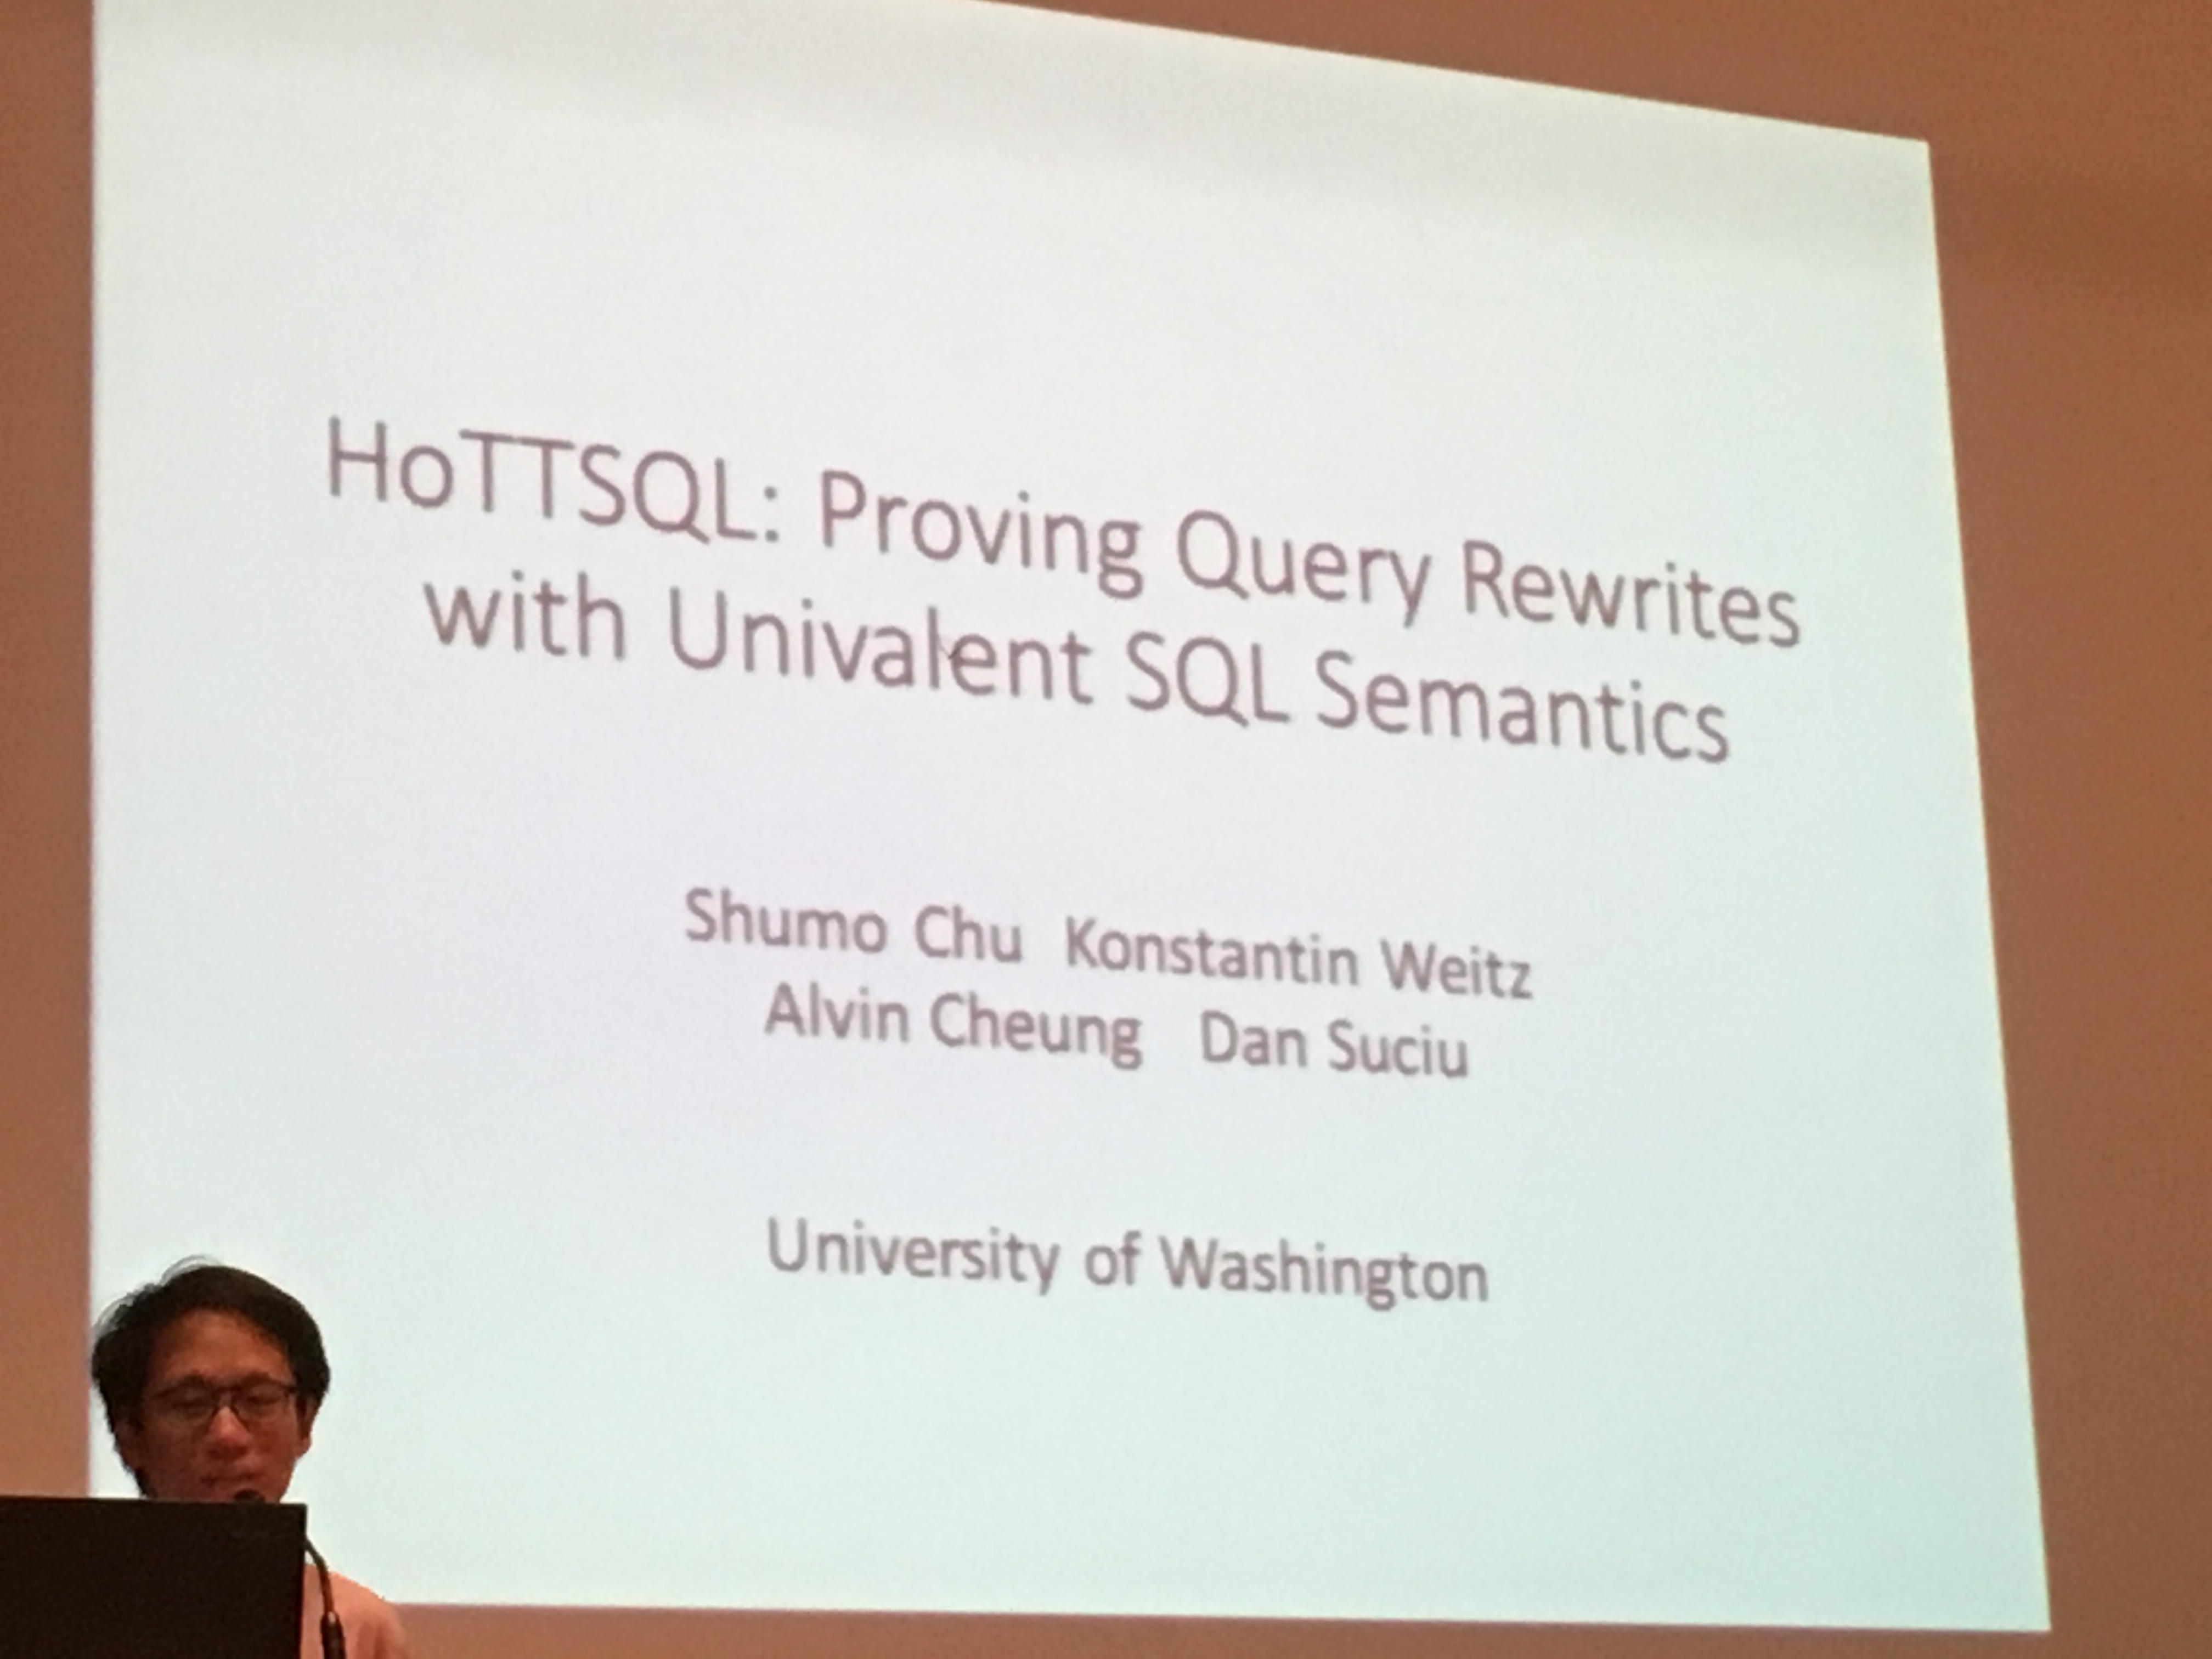 HoTTSQL: Proving Query Rewrites
with Univalent SQL Semantics
Shumo Chu Konstantin Weitz
Alvin Cheung Dan Suciu
University of Washington